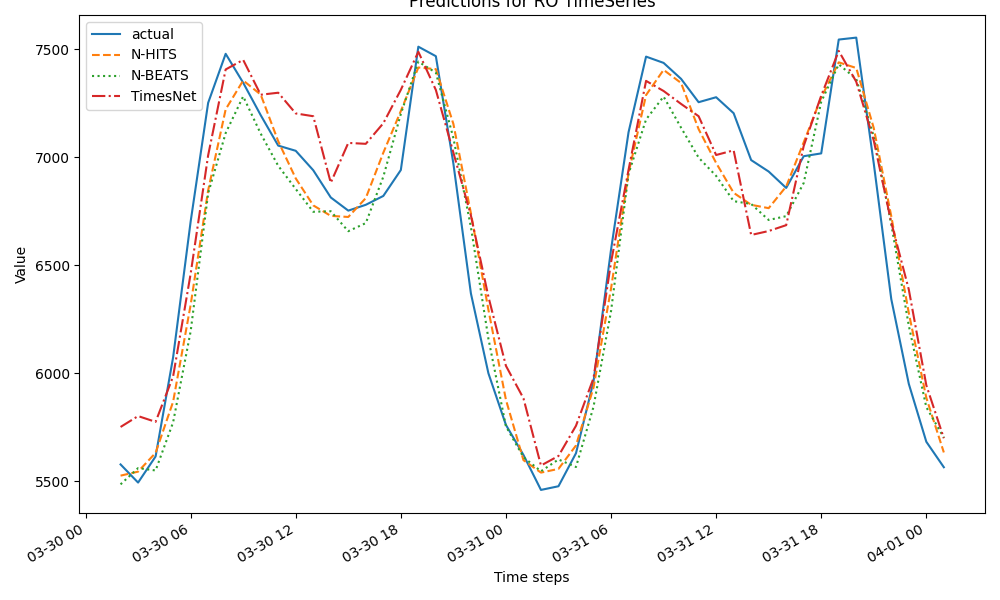 Predictions for RO TimeSeries
actual
N-HITS
N-BEATS
TimesNet
7500
7000
6500
6000
5500
Value
03-30 00
03-30 06
03-30 12
03-30 18
03-31 00
03-31 06
03-31 12
03-31 18
04-01 00
Time steps